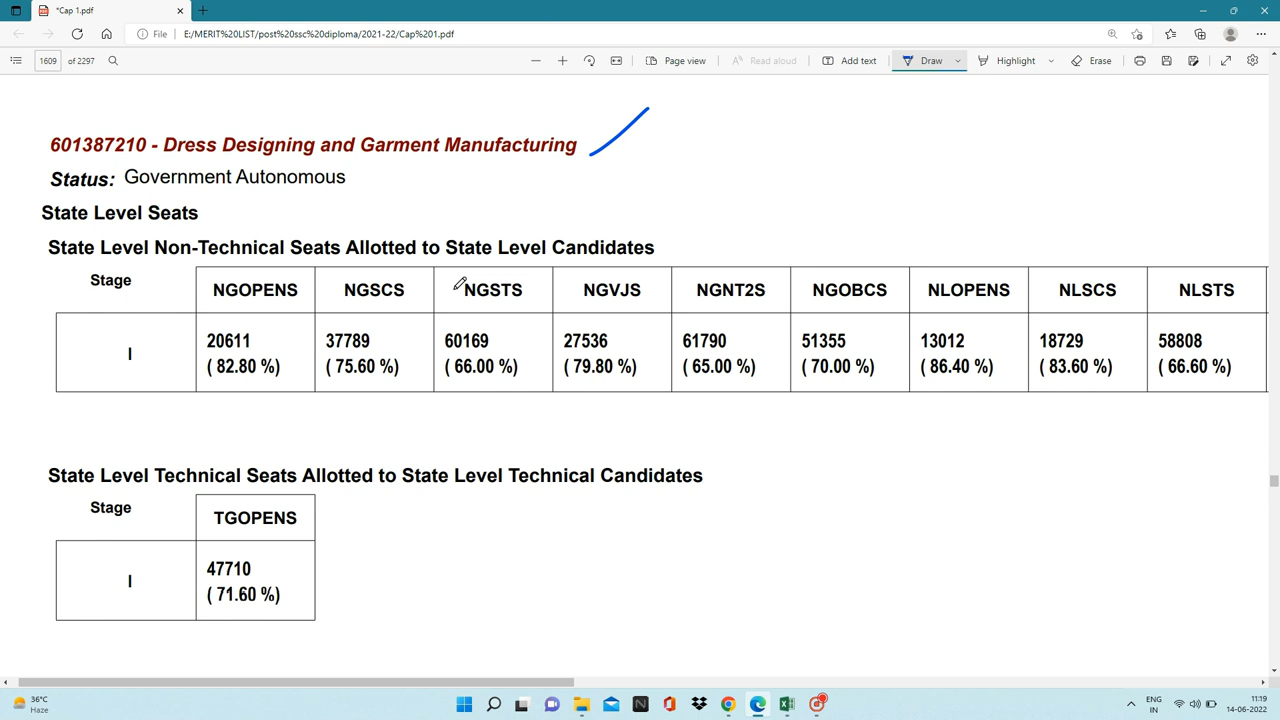 *Cap 1.pdf
File
E:/MERIT%20LIST/post%20ssc%20diploma/2021-22/Cap%201.pdf
1609 of 2297
Page view
Read aloud
Add text
Draw
Highlight
Erase
601387210 - Dress Designing and Garment Manufacturing
Status: Government Autonomous
State Level Seats
State Level Non-Technical Seats Allotted to State Level Candidates
Stage NGOPENS NGSCS NGSTS NGVJS NGNT2S NGOBCS NLOPENS NLSCS NLSTS
I 20611 37789 60169 27536 61790 51355 13012 18729 58808
( 82.80 %) ( 75.60 %) ( 66.00 %) ( 79.80 %) ( 65.00 %) ( 70.00 %) ( 86.40 %) ( 83.60 %) ( 66.60 %)
State Level Technical Seats Allotted to State Level Technical Candidates
Stage TGOPENS
I 47710
( 71.60 %)
36°C
Haze
ENG
IN
11:19
14-06-2022